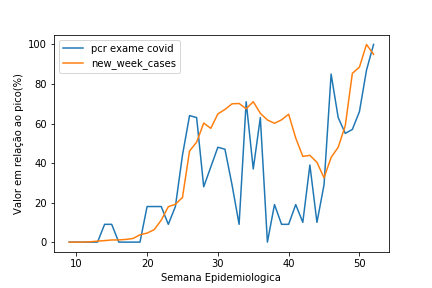 pcr exame covid
new_week_cases
Valor em relação ao pico(%)
100
80
60
40
20
0
10
20
30
40
50
Semana Epidemiologica